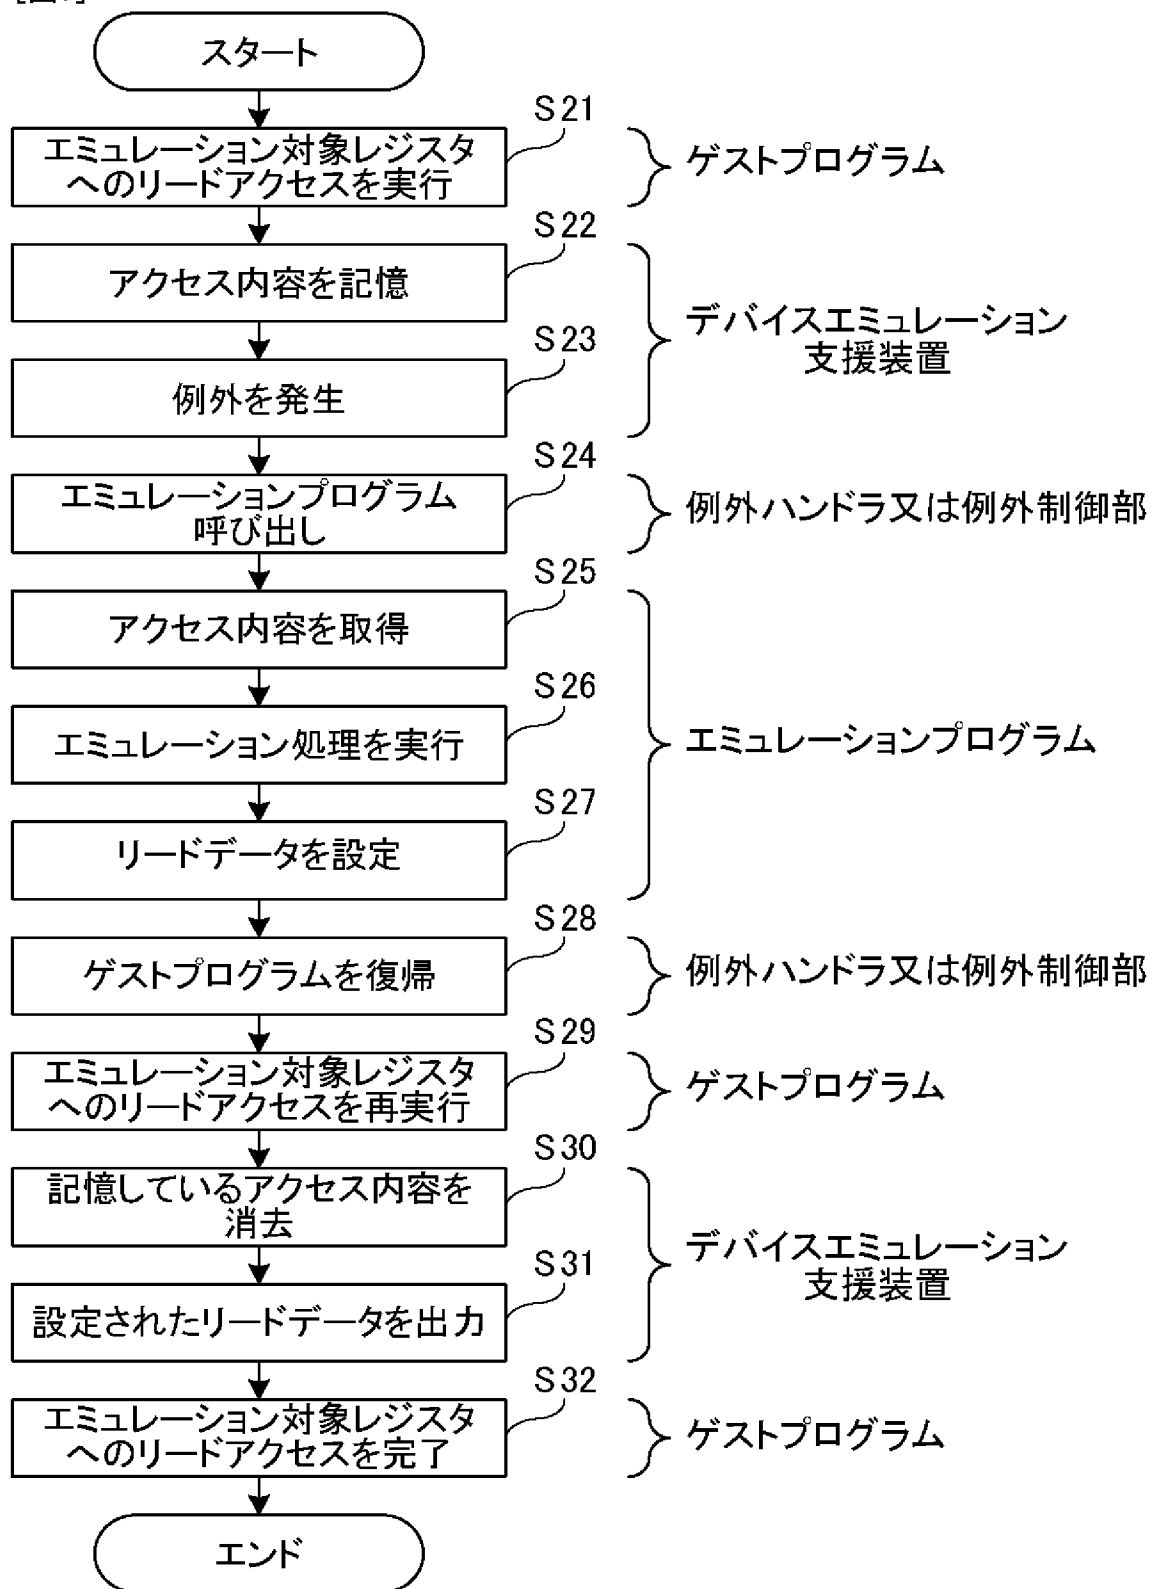 スタート
S21
エミュレーション対象レジスタ
へのリードアクセスを実行
ゲストプログラム
S22
アクセス内容を記憶
デバイスエミュレーション
支援装置
S23
例外を発生
S24
エミュレーションプログラム
呼び出し
例外ハンドラ又は例外制御部
S25
アクセス内容を取得
S26
エミュレーション処理を実行
エミュレーションプログラム
S27
リードデータを設定
S28
ゲストプログラムを復帰
例外ハンドラ又は例外制御部
S29
エミュレーション対象レジスタ
へのリードアクセスを再実行
ゲストプログラム
S30
記憶しているアクセス内容を
消去
デバイスエミュレーション
支援装置
S31
設定されたリードデータを出力
S32
エミュレーション対象レジスタ
へのリードアクセスを完了
ゲストプログラム
エンド